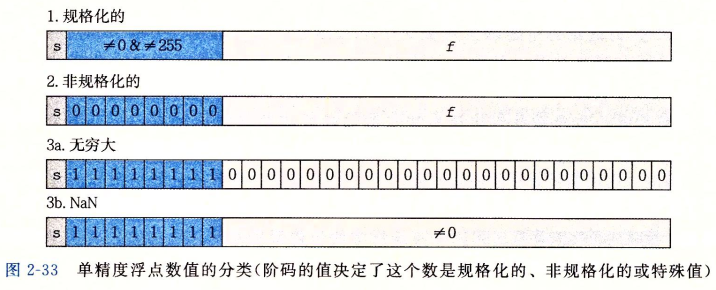 1. 规格化的
s ≠0&≠255 f
2. 非规格化的
s 0 0 0 0 0 0 0 0 f
3a. 无穷大
s 1 1 1 1 1 1 1 1 0 0 0 0 0 0 0 0 0 0 0 0 0 0 0 0 0 0 0 0 0 0 0
3b. NaN
s 1 1 1 1 1 1 1 1 ≠0
图 2-33 单精度浮点数值的分类(阶码的值决定了这个数是规格化的、非规格化的或特殊值)